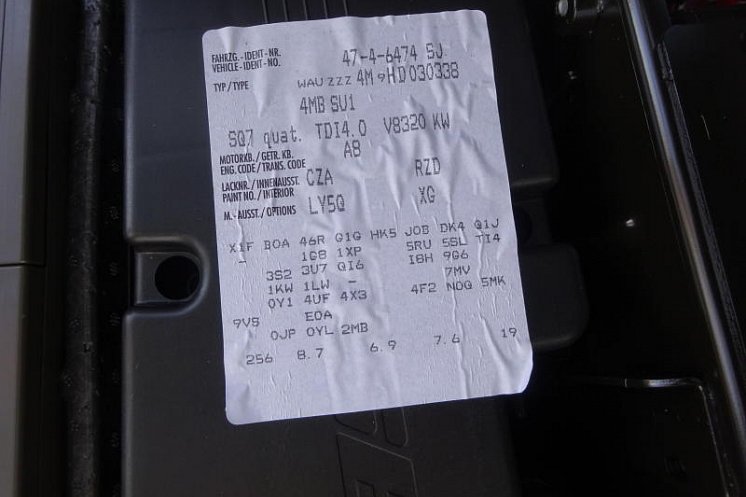 FAHRZG.-IDENT-NR. 47-4-6474 SJ
VEHICLE-IDENT-NO. WAUZZZ4M9HD030338
TYP/TYPE 4MB SU1
SQ7 quat. TDI4.0 V8320 KW
A8
MOTORKB./GETR.KB.
ENG.CODE/TRANS.CODE CZA RZD
LACKNR./INNENAUSST.
PAINT NO./INTERIOR LY5Q XG
M.-AUSST./OPTIONS
X1F B0A 46R G1G HK5 J0B DK4 Q1J
- 1G8 1XP 5RU 5SL TI4
3S2 3U7 QI6 I8H 9G6
1KW 1LW - 7MV
0Y1 4UF 4X3 4F2 N0Q 5MK
9VS E0A
0JP 0YL 2MB
256 8.7 6.9 7.6 19